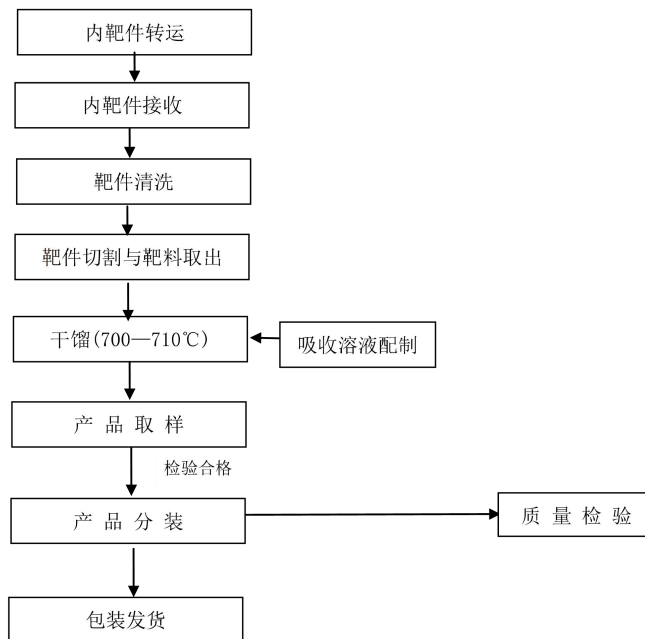 内靶件转运
内靶件接收
靶件清洗
靶件切割与靶料取出
干馏(700—710℃)
吸收溶液配制
产 品 取 样
检验合格
产 品 分 装
质 量 检 验
包装发货